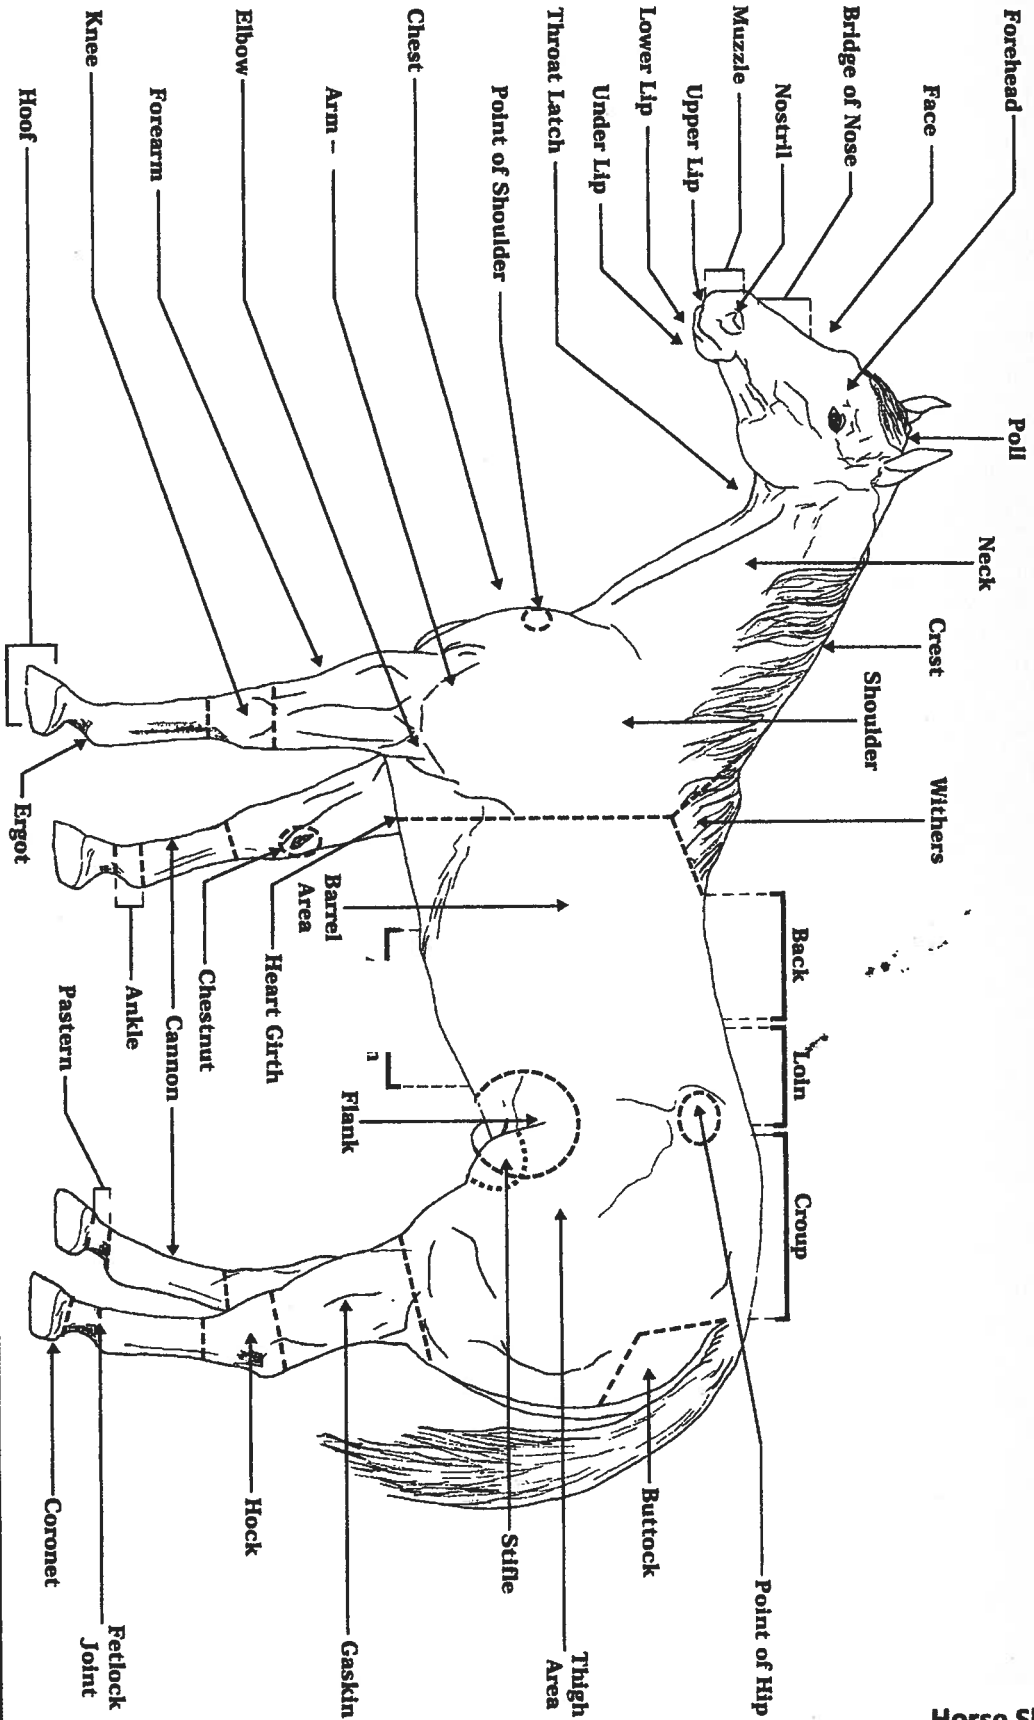 Forehead
Face
Bridge of Nose
Nostril
Muzzle
Upper Lip
Lower Lip
Under Lip
Throat Latch
Point of Shoulder
Chest
Arm
Elbow
Forearm
Knee
Hoof
Poll
Neck
Crest
Shoulder
Withers
Back
Loin
Croup
Point of Hip
Thigh
Area
Buttock
Stifle
Gaskin
Hock
Fetlock
Joint
Coronet
Flank
Barrel
Area
Heart Girth
Chestnut
Cannon
Ankle
Pastern
Ergot